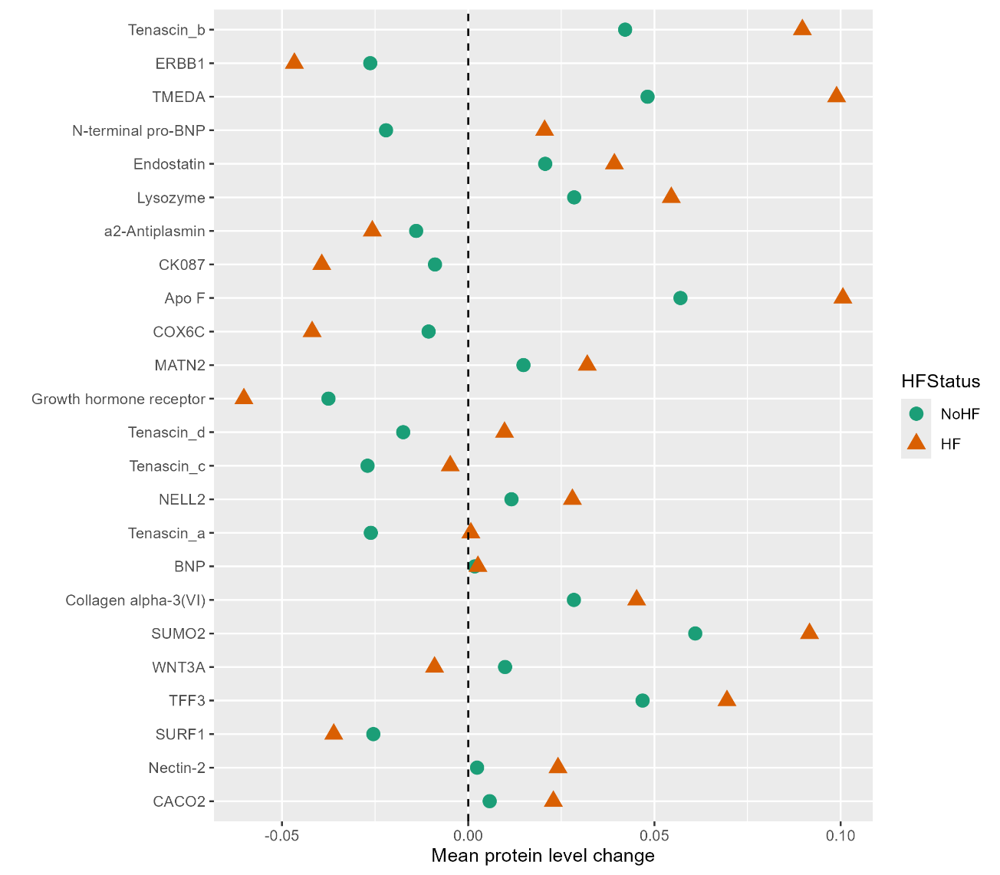 Tenascin_b
ERBB1
TMEDA
N-terminal pro-BNP
Endostatin
Lysozyme
a2-Antiplasmin
CK087
Apo F
COX6C
MATN2
Growth hormone receptor
Tenascin_d
Tenascin_c
NELL2
Tenascin_a
BNP
Collagen alpha-3(VI)
SUMO2
WNT3A
TFF3
SURF1
Nectin-2
CACO2
-0.05 0.00 0.05 0.10
Mean protein level change
HFStatus
NoHF
HF